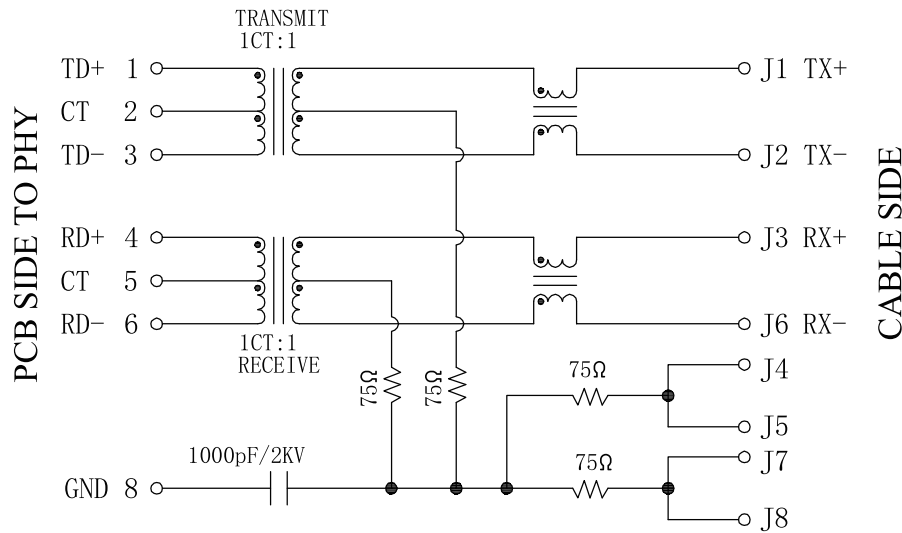 TRANSMIT
1CT:1
TD+ 1
J1 TX+
CT 2
TD- 3
J2 TX-
PCB SIDE TO PHY
CABLE SIDE
RD+ 4
J3 RX+
CT 5
RD- 6
J6 RX-
1CT:1
RECEIVE
75Ω
75Ω
75Ω
J4
J5
1000pF/2KV
75Ω
J7
GND 8
J8